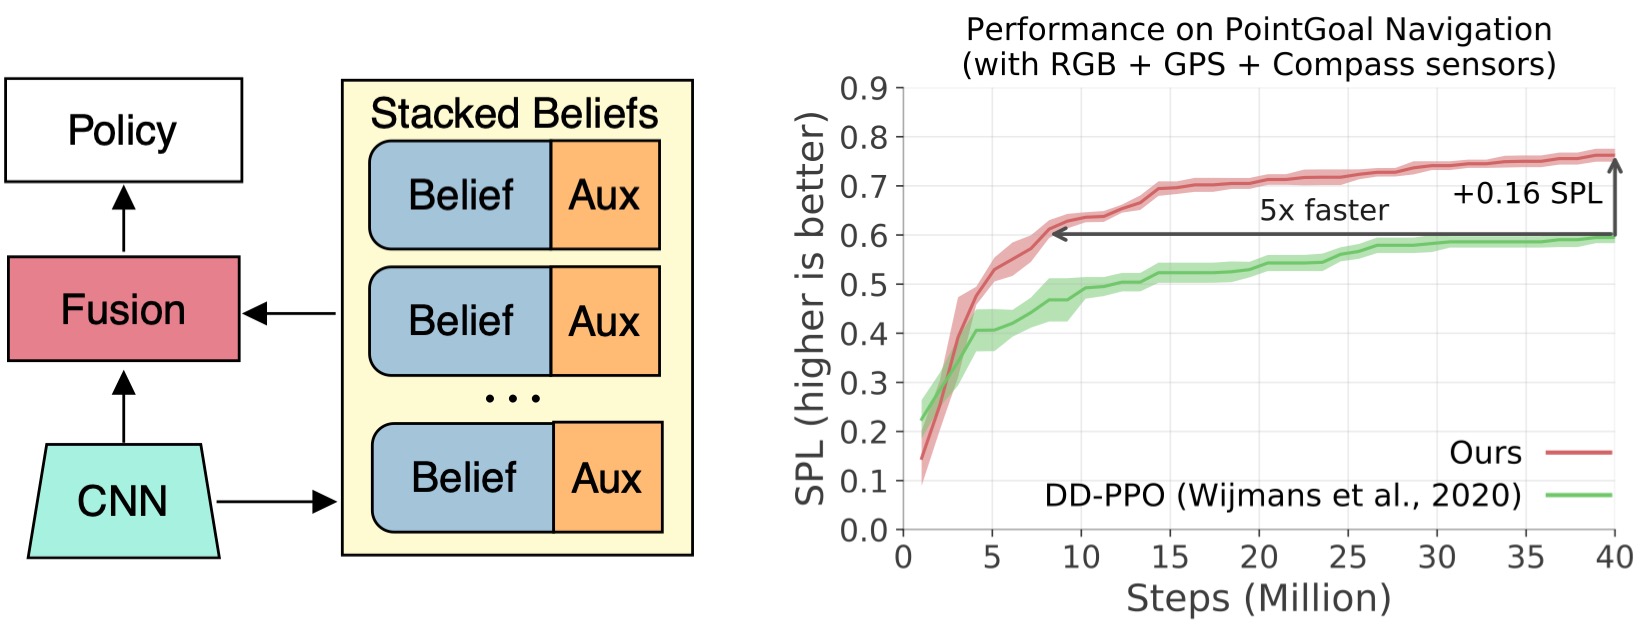 Policy
Fusion
CNN
Stacked Beliefs
Belief Aux
Belief Aux
...
Belief Aux
Performance on PointGoal Navigation
(with RGB + GPS + Compass sensors)
SPL (higher is better)
0.9
0.8
0.7
0.6
0.5
0.4
0.3
0.2
0.1
0.0
+0.16 SPL
5x faster
Ours
DD-PPO (Wijmans et al., 2020)
0 5 10 15 20 25 30 35 40
Steps (Million)